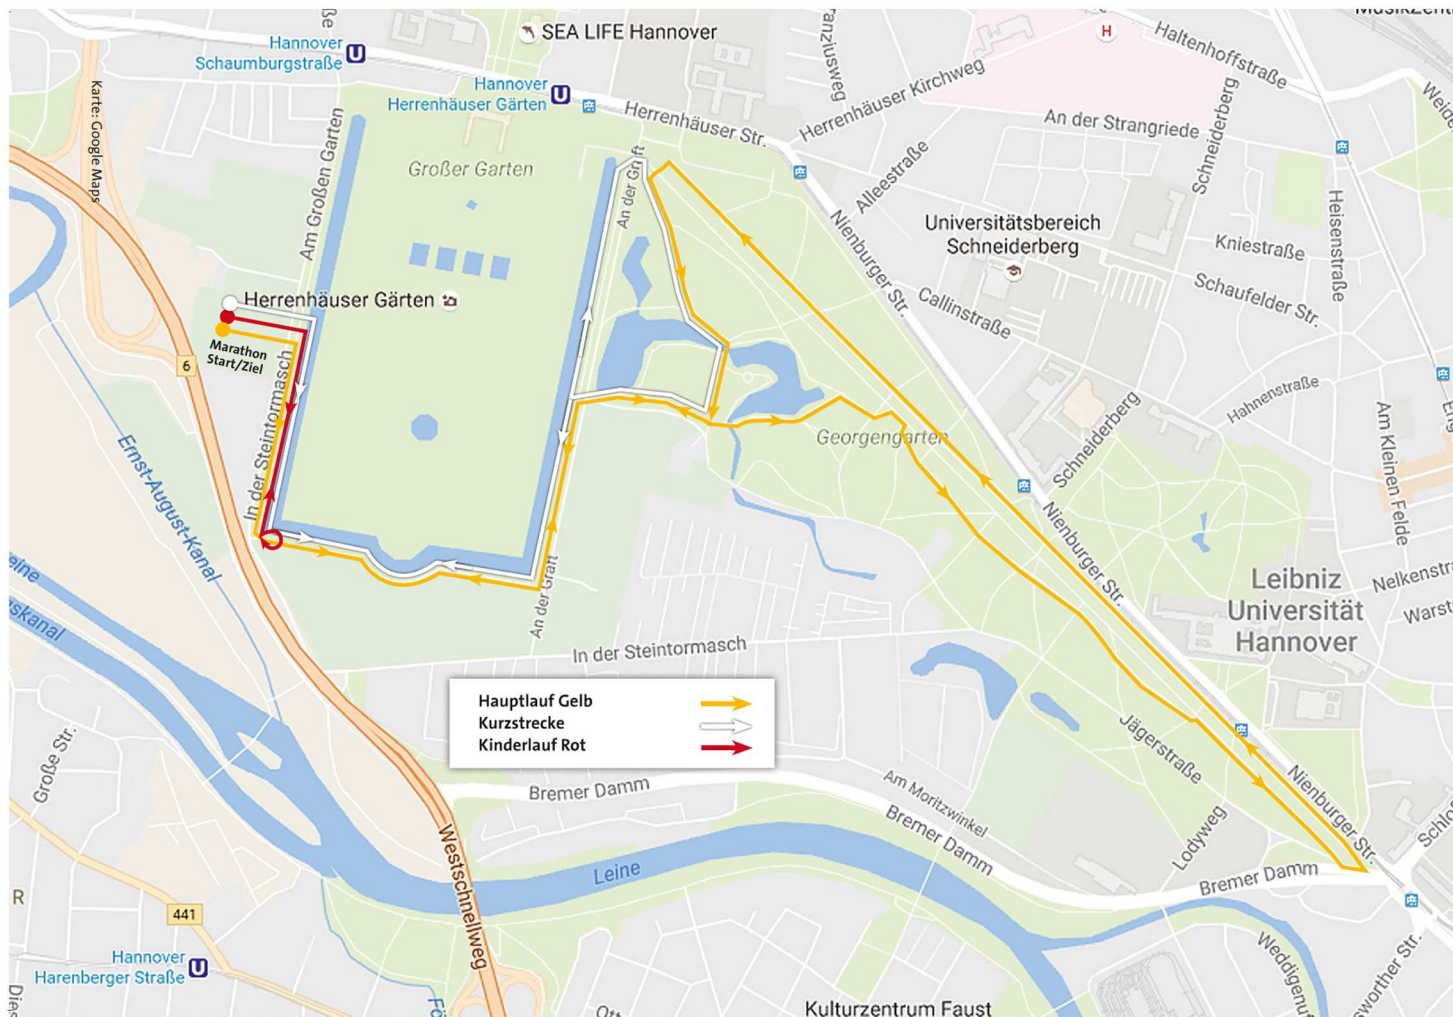 SEA LIFE Hannover
Hannover
Schaumburgstraße
Hannover
Herrenhäuser Gärten
Herrenhäuser Str.
Herrenhäuser Kirchweg
Haltenhoffstraße
An der Strangriede
Schneiderberg
Alleestraße
Heisenstraße
Karte: Google Maps
Am Großen Garten
Großer Garten
An der Graft
Nienburger Str.
Universitätsbereich
Schneiderberg
Kniestraße
Schaufelder Str.
Callinstraße
H
Herrenhäuser Gärten
Marathon
Start/Ziel
6
In der Steintormasch
Ernst-August-Kanal
Georgengarten
Schneiderberg
Hahnenstraße
Am Kleinen Felde
Nienburger Str.
Leibniz
Universität
Hannover
An der Graft
In der Steintormasch
Hauptlauf Gelb
Kurzstrecke
Kinderlauf Rot
Große Str.
Bremer Damm
Am Moritzwinkel
Bremer Damm
Jägerstraße
Lodyweg
Nienburger Str.
Bremer Damm
Westschnellweg
Leine
R
441
Hannover
Harenberger Straße
Kulturzentrum Faust